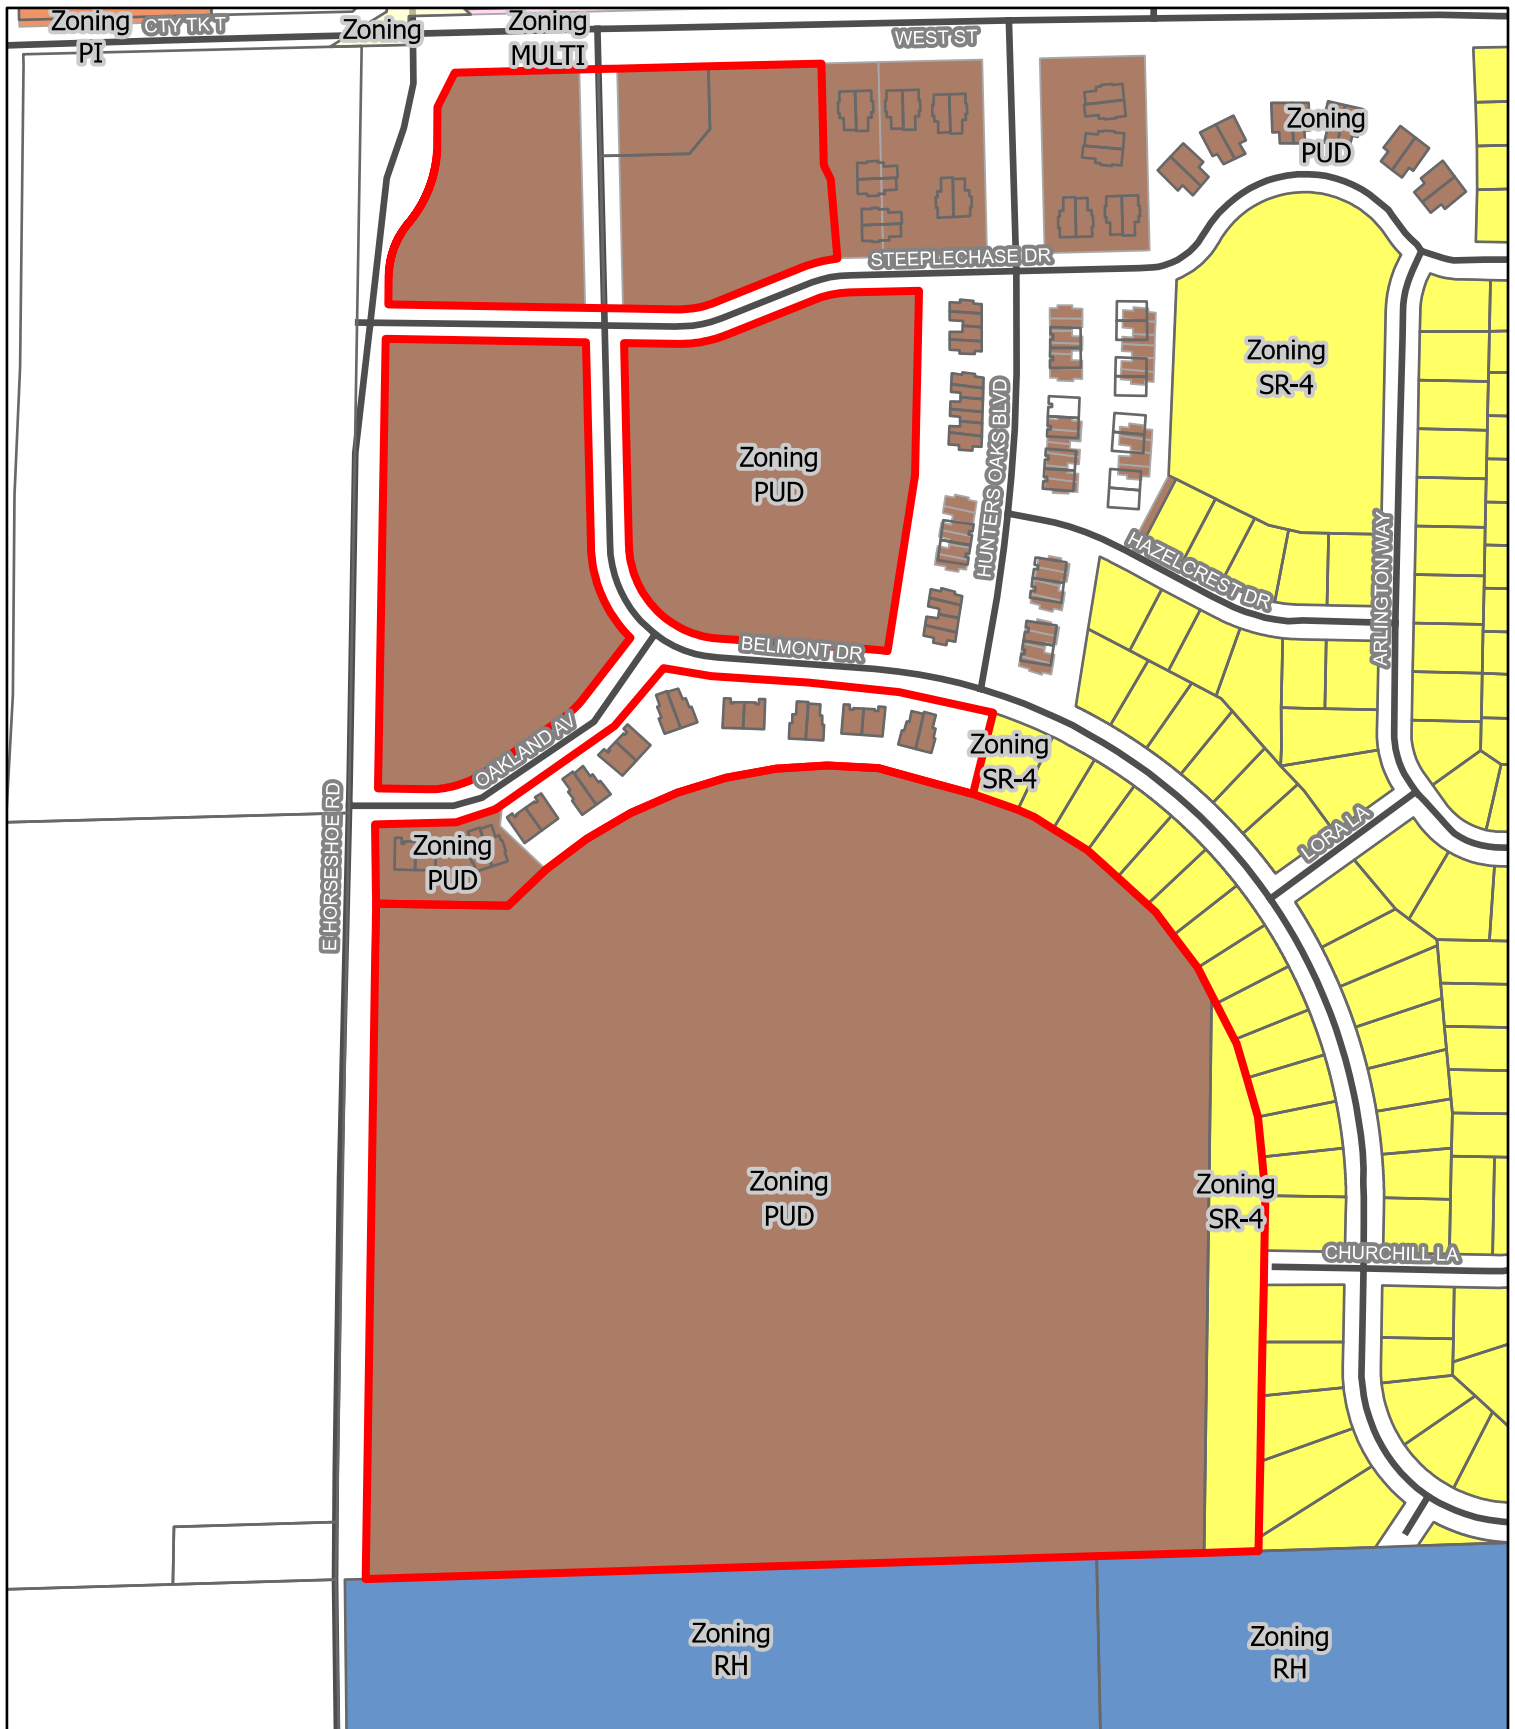 Zoning
PI
CTY TK T
Zoning
Zoning
MULTI
WEST ST
Zoning
PUD
STEEPLECHASE DR
Zoning
SR-4
HUNTERS OAKS BLVD
Zoning
PUD
HAZELCREST DR
ARLINGTON WAY
BELMONT DR
OAKLAND AV
Zoning
SR-4
LORA LA
E HORSESHOE RD
Zoning
PUD
Zoning
PUD
Zoning
SR-4
CHURCHILL LA
Zoning
RH
Zoning
RH